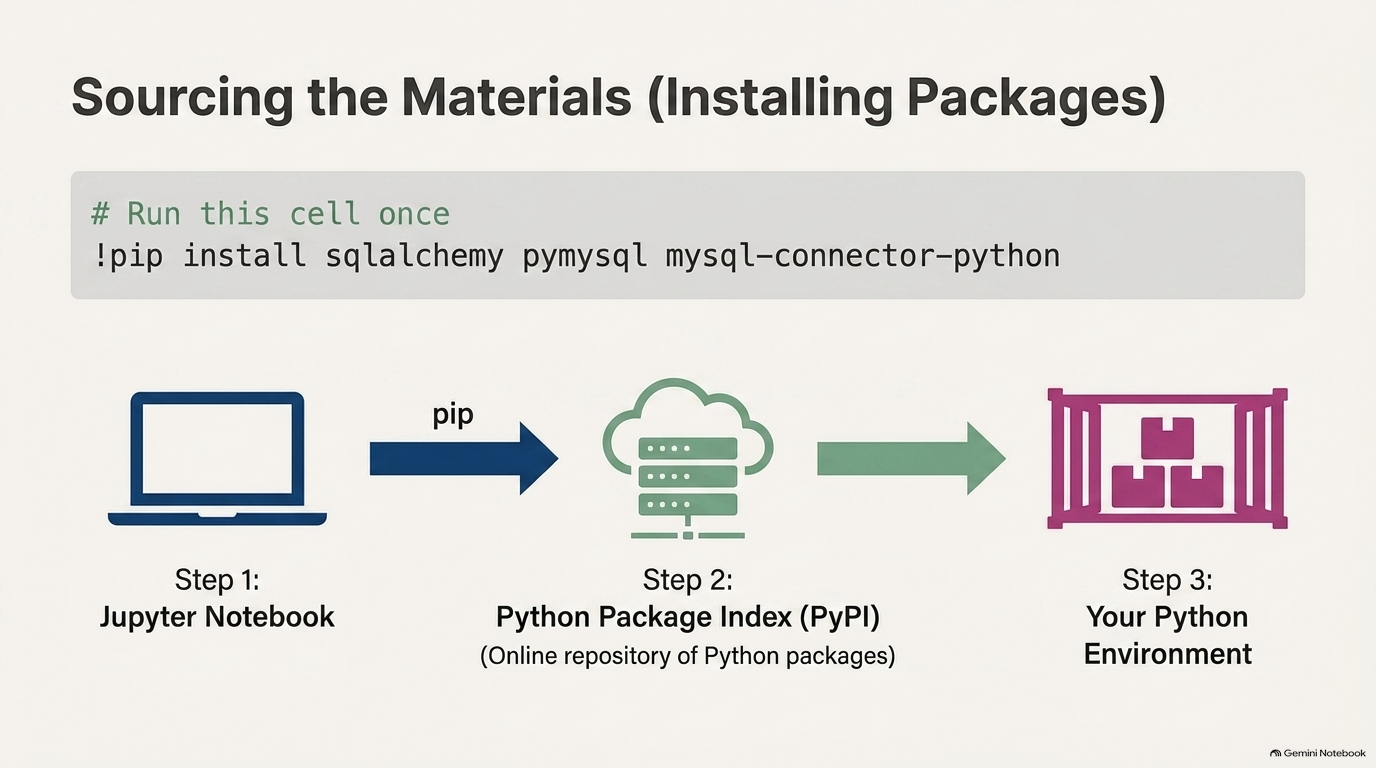 Sourcing the Materials (Installing Packages)
# Run this cell once
!pip install sqlalchemy pymysql mysql-connector-python
pip
Step 1:
Jupyter Notebook
Step 2:
Python Package Index (PyPI)
(Online repository of Python packages)
Step 3:
Your Python
Environment
Gemini Notebook